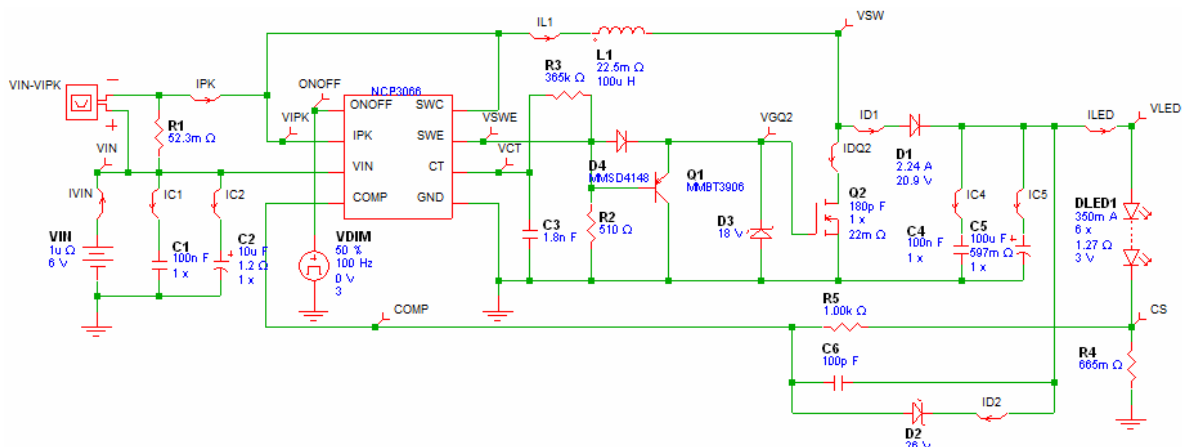 IL1
VSW
L1
22.5m Ω
100u H
R3
365k Ω
VIN-VIPK
IPK
ONOFF
NCP3066
ONOFF
SWC
IPK
SWE
VIN
CT
COMP
GND
VIPK
VSWE
VCT
R1
52.3m Ω
VIN
IVIN
IC1
IC2
VIN
1u Ω
6 V
C1
100n F
1 x
C2
10u F
1.2 Ω
1 x
VDIM
50 %
100 Hz
0 V
3
C3
1.8n F
D4
MMSD4148
R2
510 Ω
Q1
MMBT3906
VGQ2
D3
18 V
ID1
IDQ2
D1
2.24 A
20.9 V
Q2
180p F
1 x
22m Ω
IC4
IC5
C4
100n F
1 x
C5
100u F
597m Ω
1 x
ILED
VLED
DLED1
350m A
6 x
1.27 Ω
3 V
COMP
R5
1.00k Ω
CS
C6
100p F
R4
665m Ω
ID2
D2
26 V